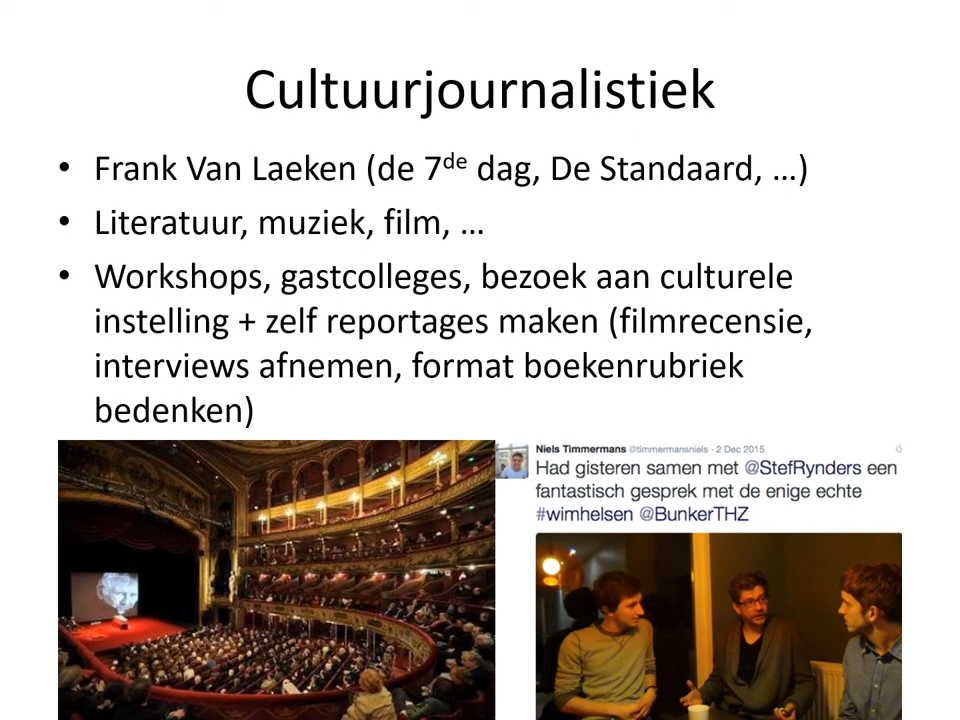 Cultuurjournalistiek
• Frank Van Laeken (de 7de dag, De Standaard, …)
• Literatuur, muziek, film, …
• Workshops, gastcolleges, bezoek aan culturele
instelling + zelf reportages maken (filmrecensie,
interviews afnemen, format boekenrubriek
bedenken)
Niels Timmermans @timmermansniels · 2 Dec 2015
Had gisteren samen met @StefRynders een
fantastisch gesprek met de enige echte
#wimhelsen @BunkerTHZ